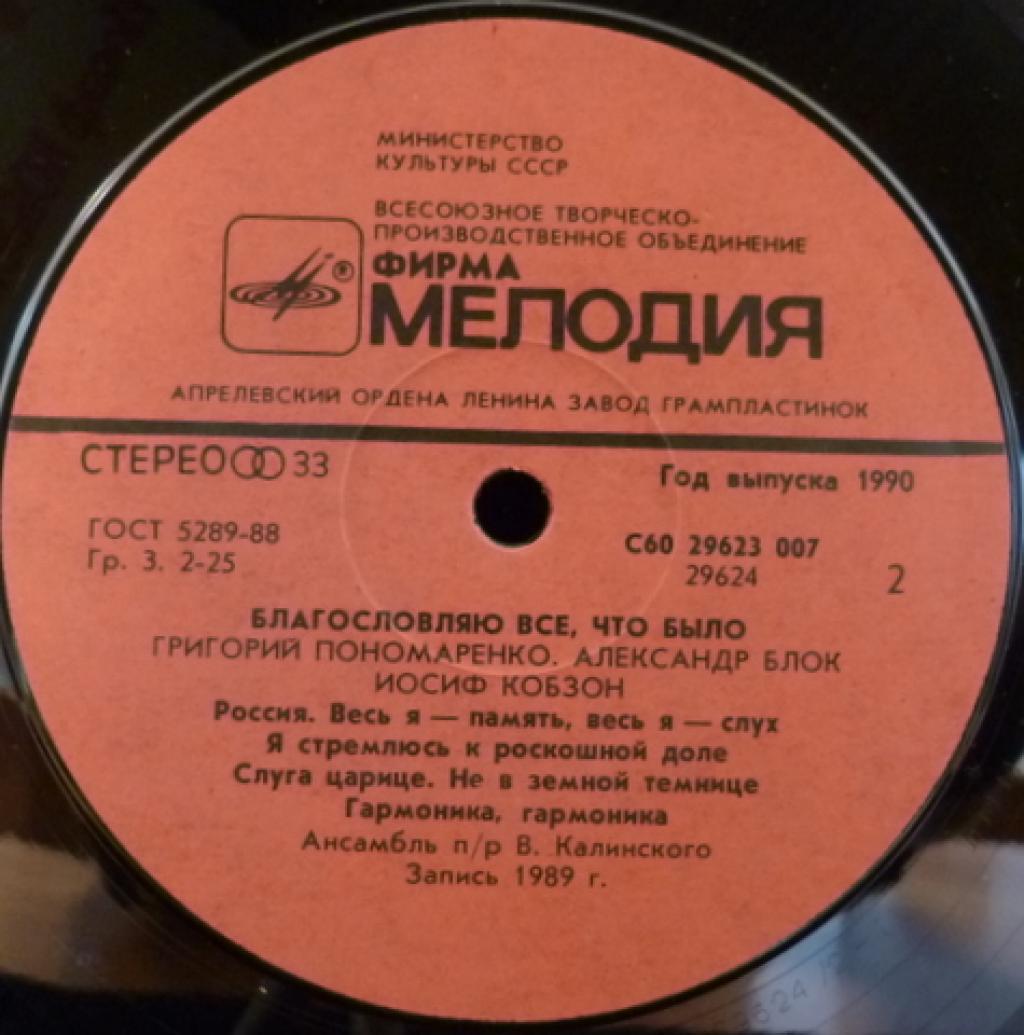 МИНИСТЕРСТВО
КУЛЬТУРЫ СССР
ВСЕСОЮЗНОЕ ТВОРЧЕСКО-
ПРОИЗВОДСТВЕННОЕ ОБЪЕДИНЕНИЕ
®
ФИРМА
МЕЛОДИЯ
АПРЕЛЕВСКИЙ ОРДЕНА ЛЕНИНА ЗАВОД ГРАМПЛАСТИНОК
СТЕРЕО 33
Год выпуска 1990
ГОСТ 5289-88
Гр. 3. 2-25
С60 29623 007
29624
2
БЛАГОСЛОВЛЯЮ ВСЕ, ЧТО БЫЛО
ГРИГОРИЙ ПОНОМАРЕНКО. АЛЕКСАНДР БЛОК
ИОСИФ КОБЗОН
Россия. Весь я — память, весь я — слух
Я стремлюсь к роскошной доле
Слуга царице. Не в земной темнице
Гармоника, гармоника
Ансамбль п/р В. Калинского
Запись 1989 г.